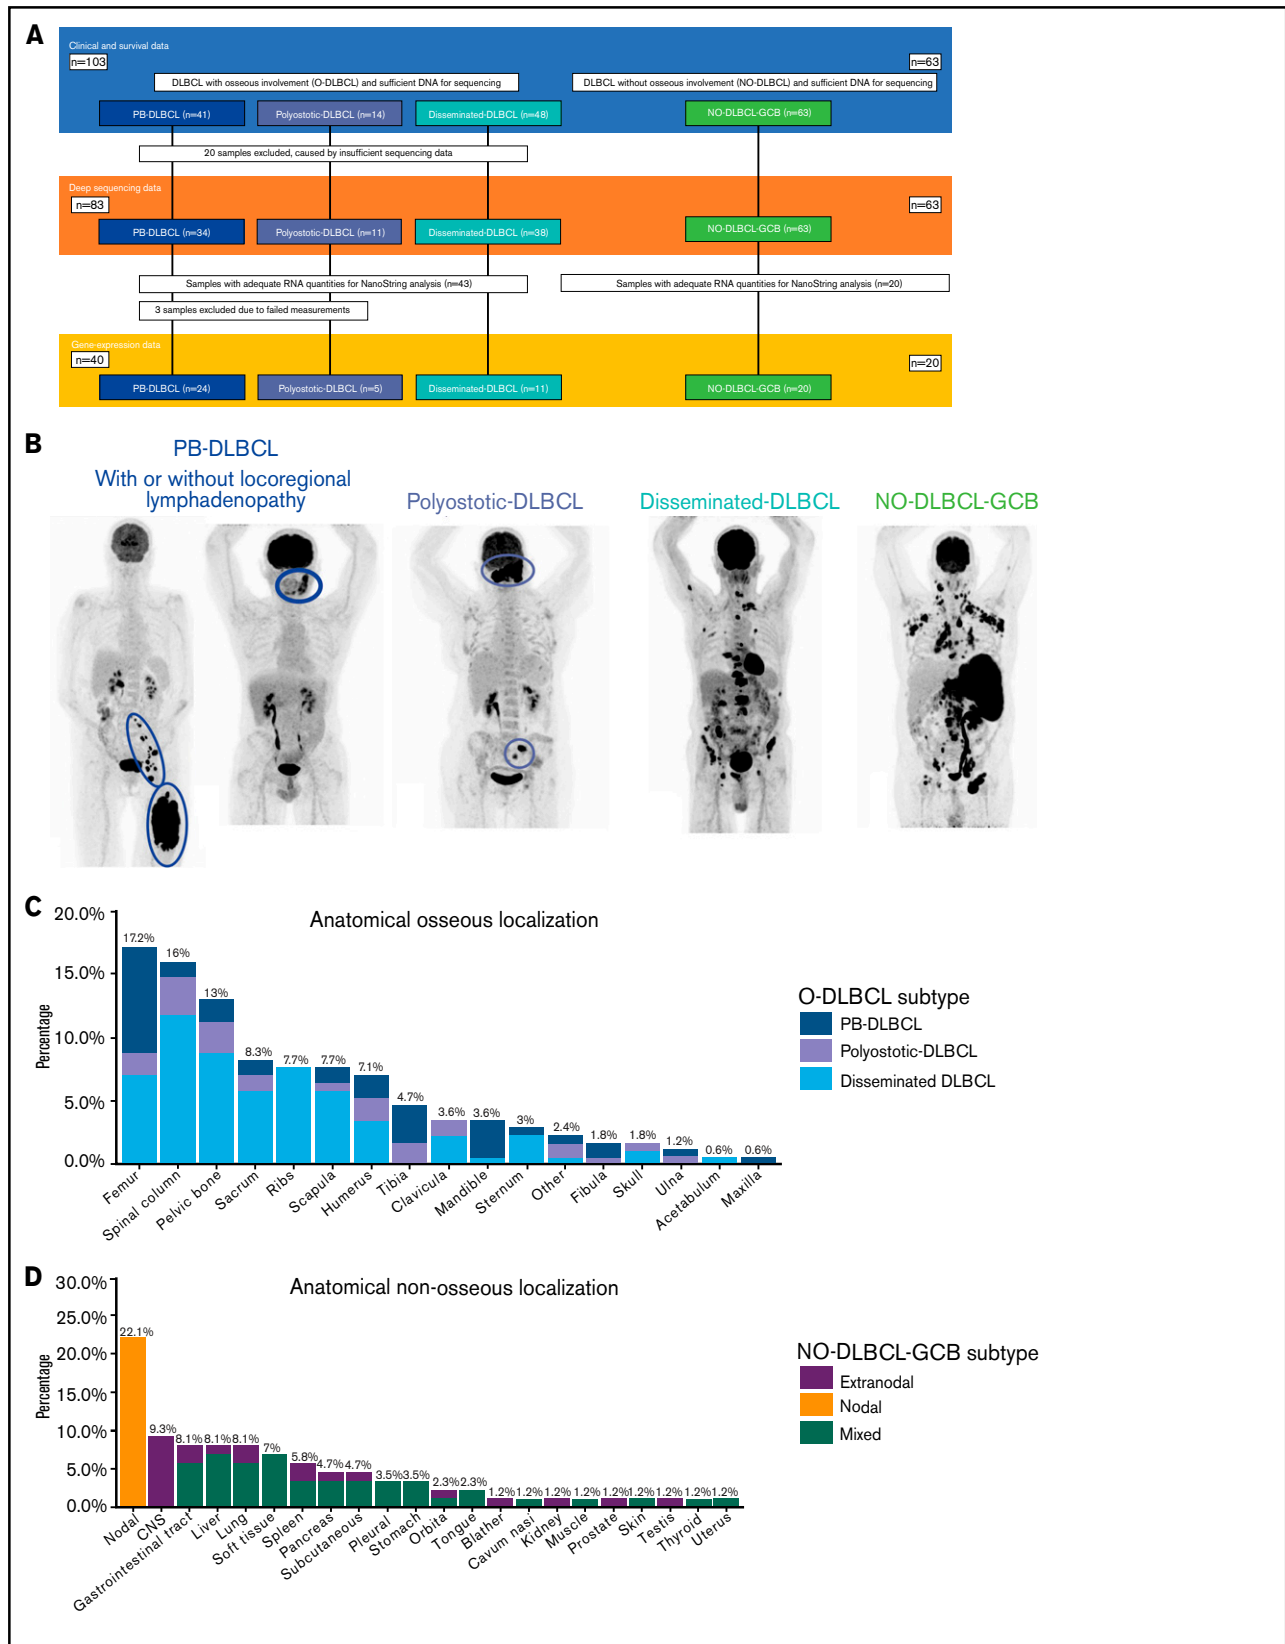 A
Clinical and survival data
n=103
n=63
DLBCL with osseous involvement (O-DLBCL) and sufficient DNA for sequencing
DLBCL without osseous involvement (NO-DLBCL) and sufficient DNA for sequencing
PB-DLBCL (n=41)
Polyostotic-DLBCL (n=14)
Disseminated-DLBCL (n=48)
NO-DLBCL-GCB (n=63)
20 samples excluded, caused by insufficient sequencing data
Deep sequencing data
n=83
n=63
PB-DLBCL (n=34)
Polyostotic-DLBCL (n=11)
Disseminated-DLBCL (n=38)
NO-DLBCL-GCB (n=63)
Samples with adequate RNA quantities for NanoString analysis (n=43)
Samples with adequate RNA quantities for NanoString analysis (n=20)
3 samples excluded due to failed measurements
Gene-expression data
n=40
n=20
PB-DLBCL (n=24)
Polyostotic-DLBCL (n=5)
Disseminated-DLBCL (n=11)
NO-DLBCL-GCB (n=20)
B
PB-DLBCL
With or without locoregional
lymphadenopathy
Polyostotic-DLBCL
Disseminated-DLBCL
NO-DLBCL-GCB
C
Anatomical osseous localization
Percentage
20.0%
15.0%
10.0%
5.0%
0.0%
17.2%
16%
13%
8.3%
7.7%
7.7%
7.1%
4.7%
3.6%
3.6%
3%
2.4%
1.8%
1.8%
1.2%
0.6%
0.6%
Femur
Spinal column
Pelvic bone
Sacrum
Ribs
Scapula
Humerus
Tibia
Clavicula
Mandible
Sternum
Other
Fibula
Skull
Ulna
Acetabulum
Maxilla
O-DLBCL subtype
PB-DLBCL
Polyostotic-DLBCL
Disseminated DLBCL
D
Anatomical non-osseous localization
Percentage
30.0%
25.0%
20.0%
15.0%
10.0%
5.0%
0.0%
22.1%
9.3%
8.1%
8.1%
8.1%
7%
5.8%
4.7%
4.7%
3.5%
3.5%
2.3%
2.3%
1.2%
1.2%
1.2%
1.2%
1.2%
1.2%
1.2%
1.2%
1.2%
Nodal
CNS
Gastrointestinal tract
Liver
Lung
Soft tissue
Spleen
Pancreas
Subcutaneous
Pleural
Stomach
Orbita
Tongue
Blather
Cavum nasi
Kidney
Muscle
Prostate
Skin
Testis
Thyroid
Uterus
NO-DLBCL-GCB subtype
Extranodal
Nodal
Mixed